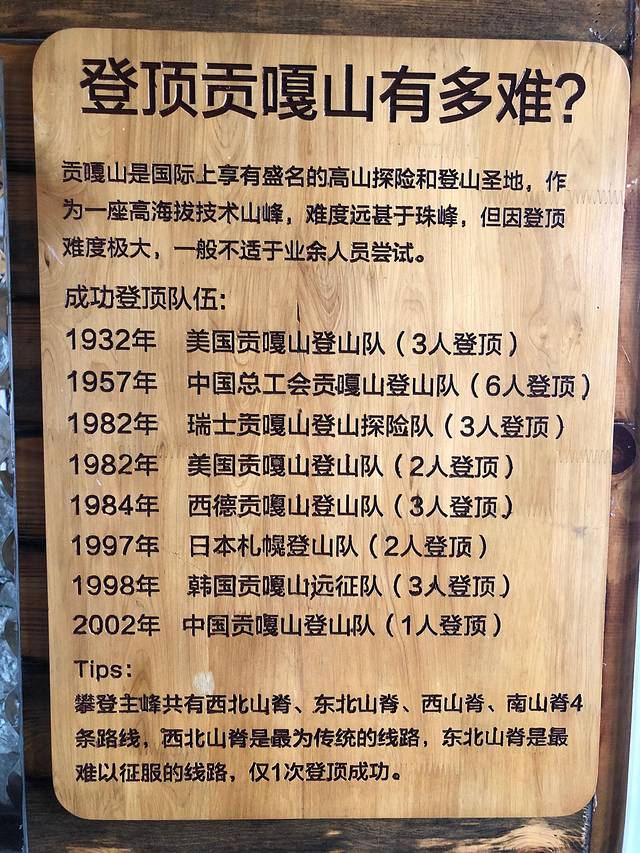 登顶贡嘎山有多难?
贡嘎山是国际上享有盛名的高山探险和登山圣地，作
为一座高海拔技术山峰，难度远甚于珠峰，但因登顶
难度极大，一般不适于业余人员尝试。
成功登顶队伍:
1932年 美国贡嘎山登山队（3人登顶）
1957年 中国总工会贡嘎山登山队（6人登顶）
1982年 瑞士贡嘎山登山探险队（3人登顶）
1982年 美国贡嘎山登山队（2人登顶）
1984年 西德贡嘎山登山队（3人登顶）
1997年 日本札幌登山队（2人登顶）
1998年 韩国贡嘎山远征队（3人登顶）
2002年 中国贡嘎山登山队（1人登顶）
Tips:
攀登主峰共有西北山脊、东北山脊、西山脊、南山脊4
条路线，西北山脊是最为传统的线路，东北山脊是最
难以征服的线路，仅1次登顶成功。